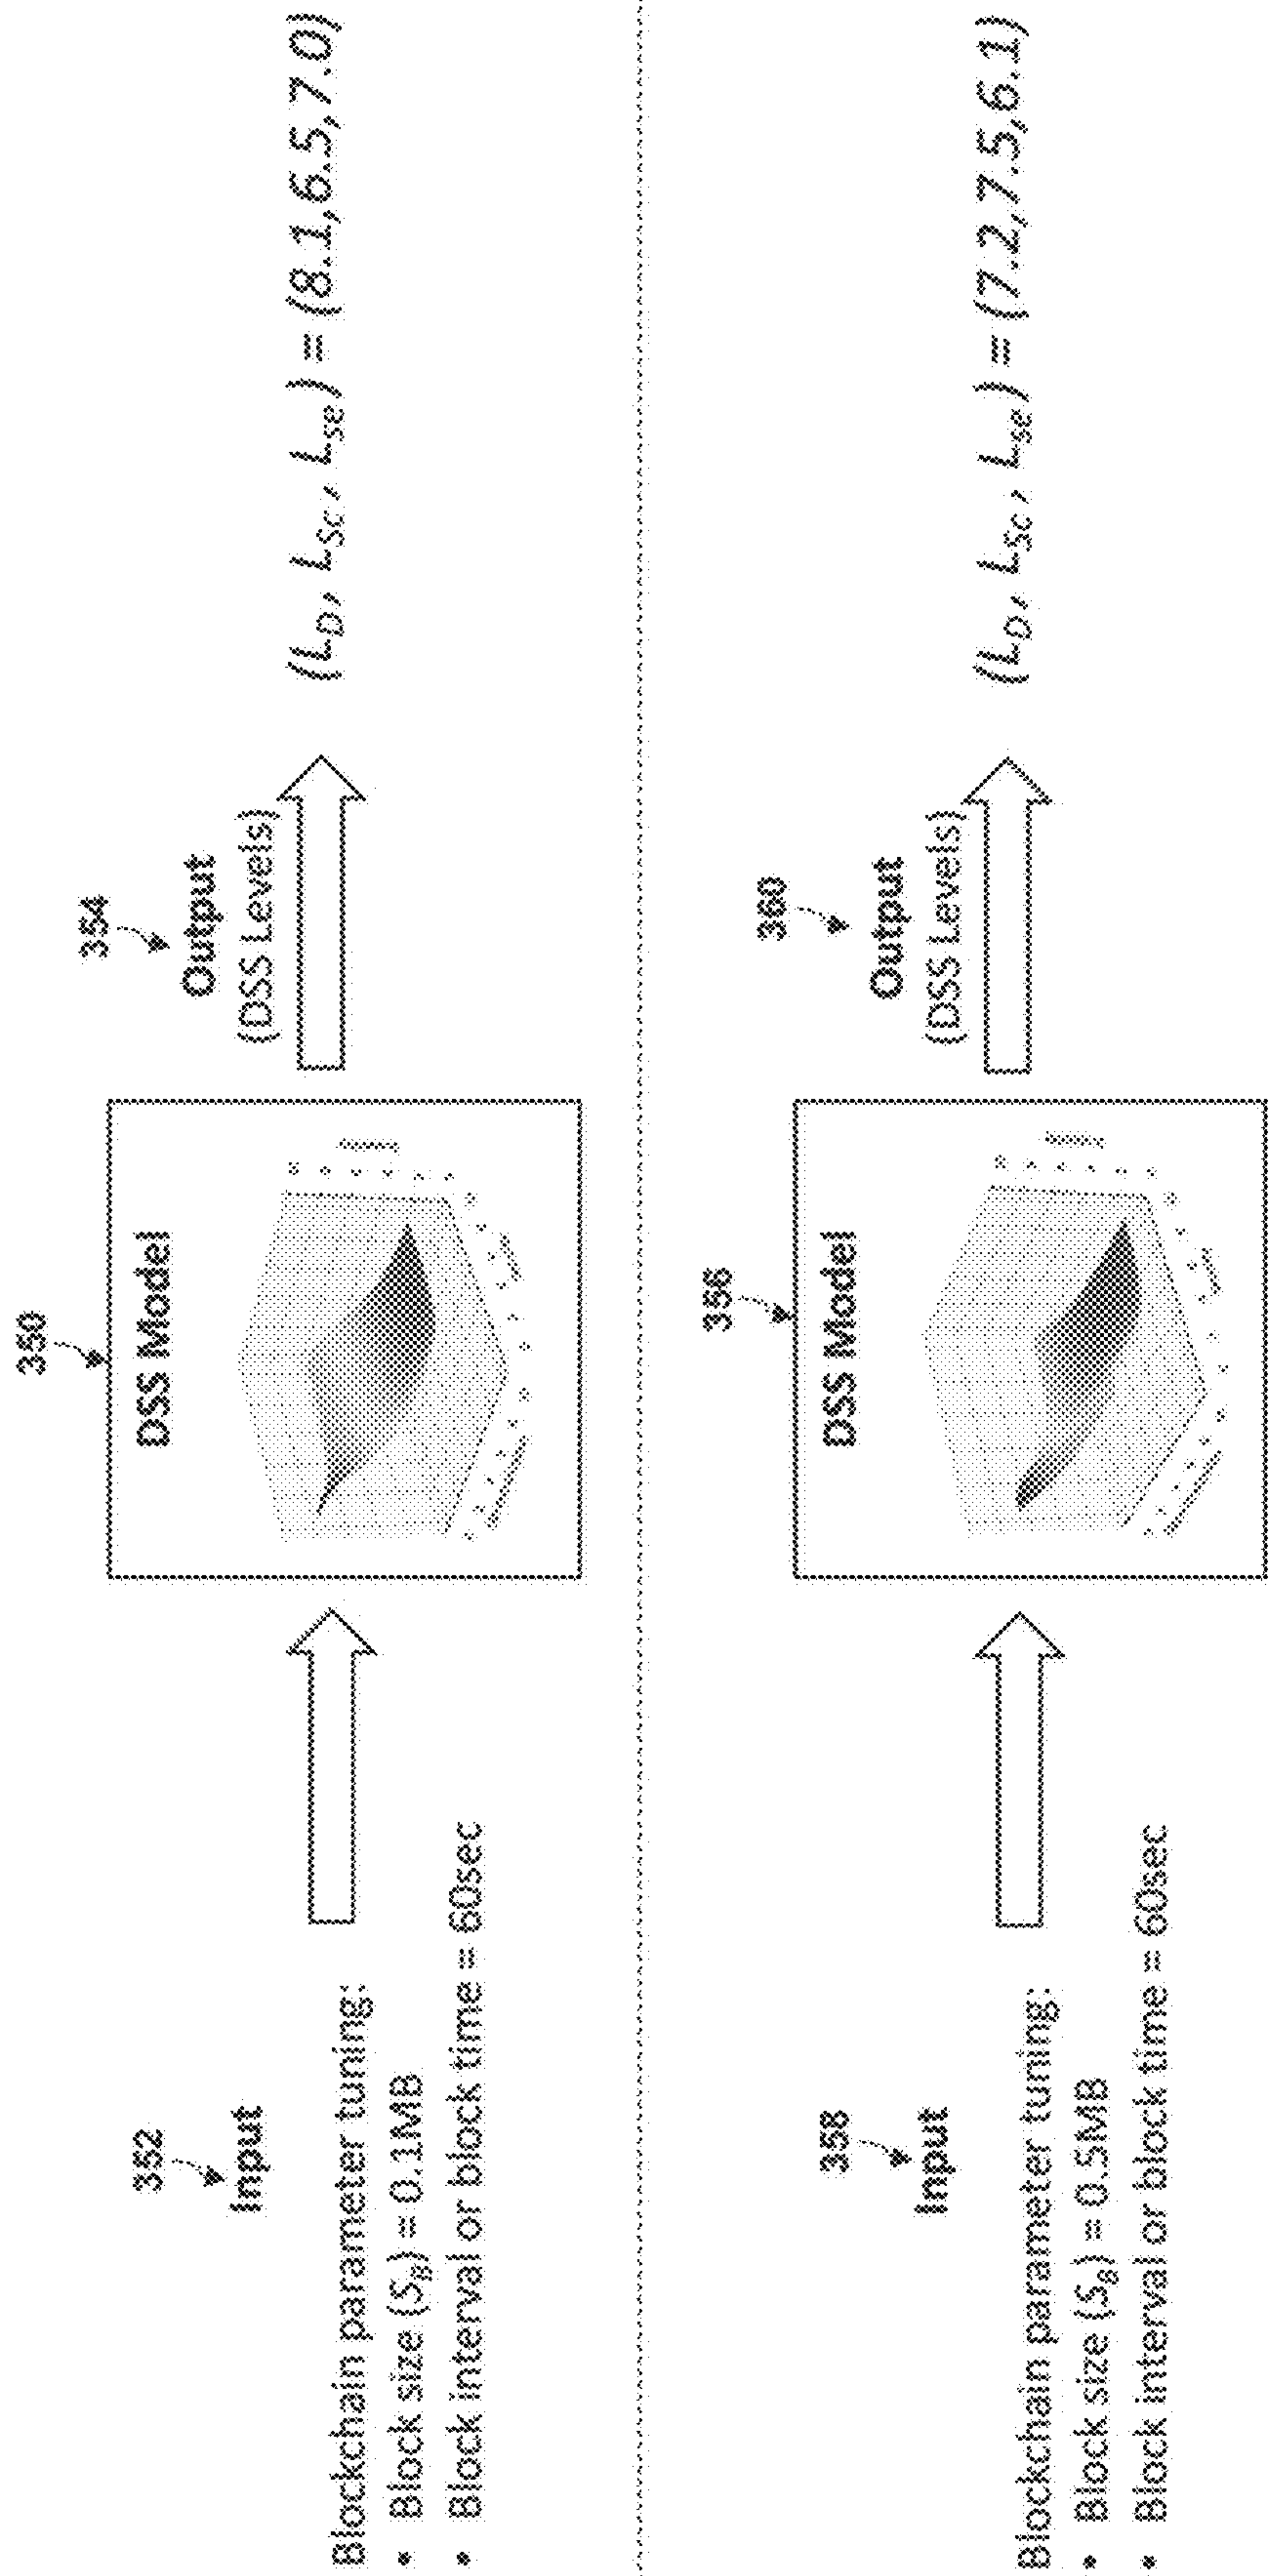 350
352
Input
Blockchain parameter tuning:
• Block size (S_B) = 0.1MB
• Block interval or block time = 60sec
DSS Model
354
Output
(DSS Levels)
(L_D, L_Sc, L_se) = (8.1,6.5,7.0)
356
358
Input
Blockchain parameter tuning:
• Block size (S_B) = 0.5MB
• Block interval or block time = 60sec
DSS Model
360
Output
(DSS Levels)
(L_D, L_Sc, L_se) = (7.2,7.5,6.1)